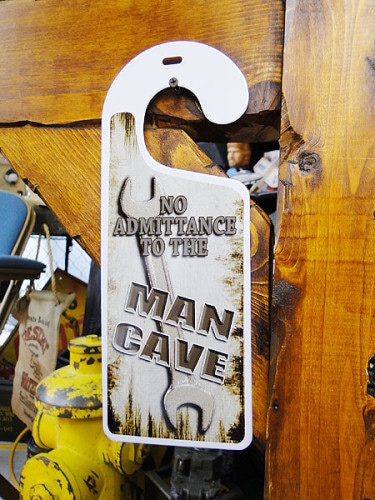 NO
ADMITTANCE
TO THE
MAN
CAVE